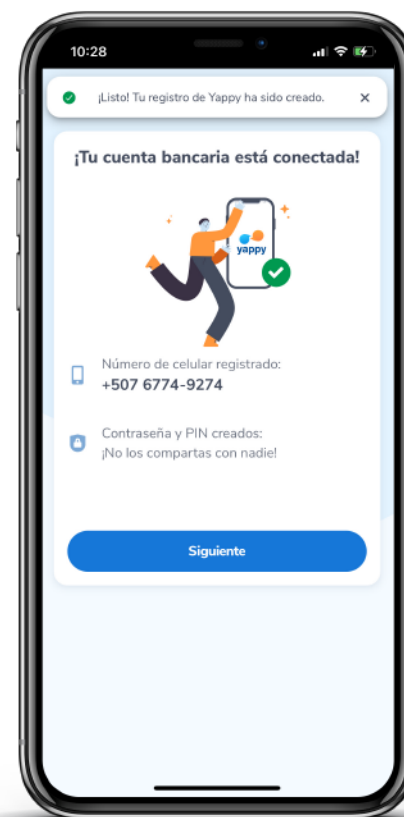 10:28
¡Listo! Tu registro de Yappy ha sido creado.
¡Tu cuenta bancaria está conectada!
yappy
Número de celular registrado:
+507 6774-9274
Contraseña y PIN creados:
¡No los compartas con nadie!
Siguiente